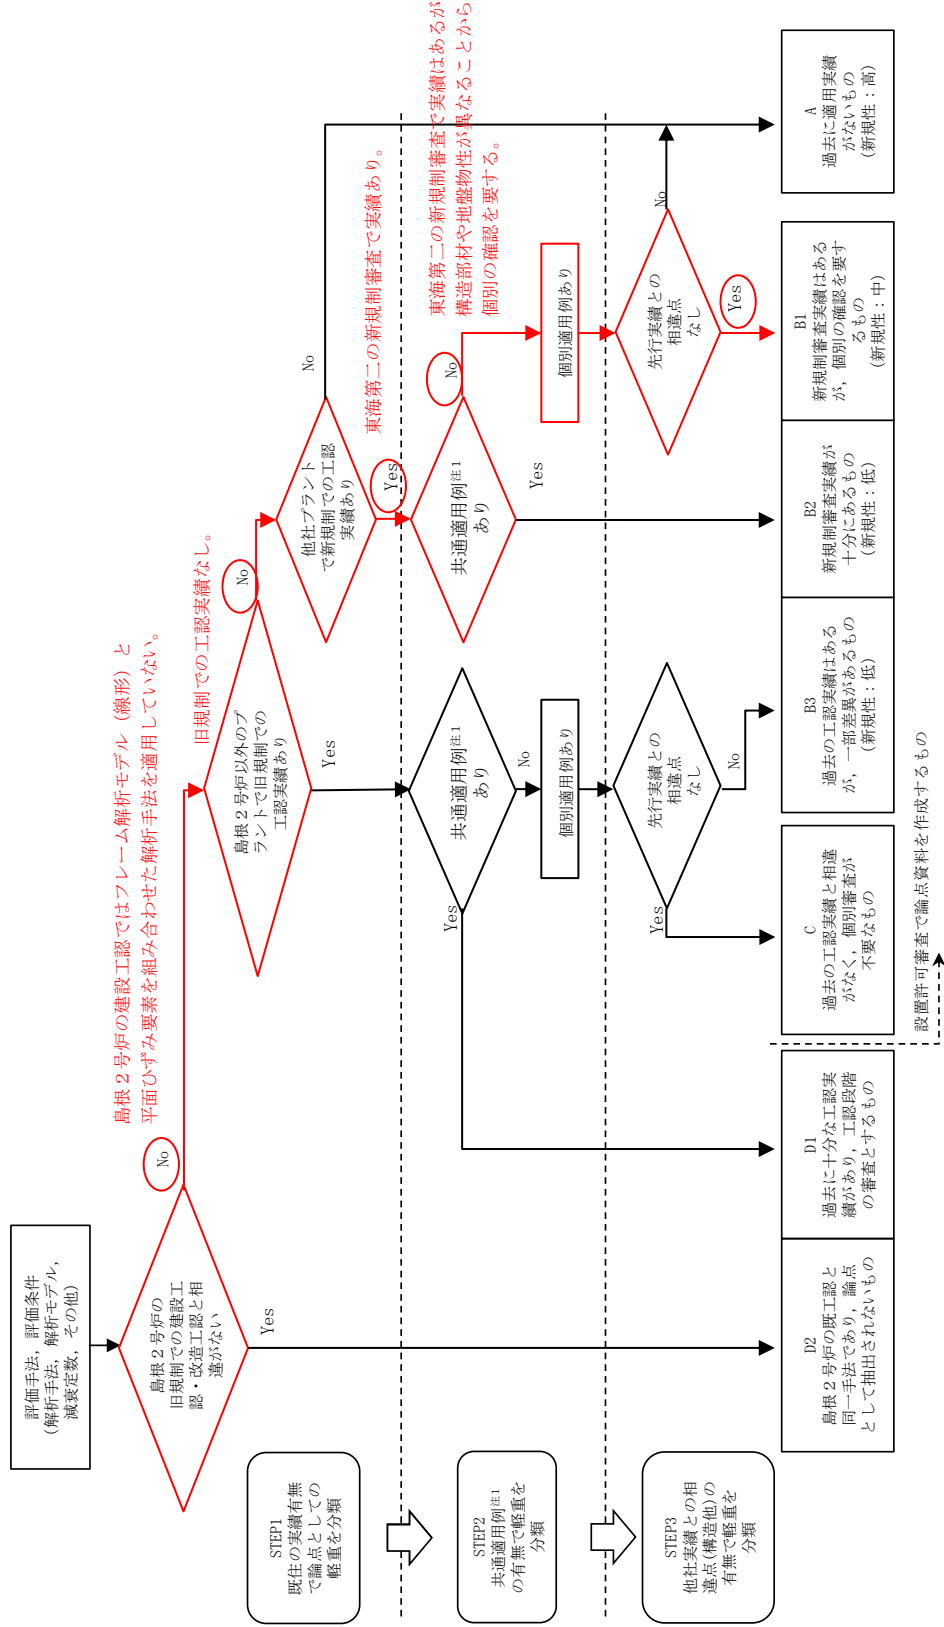 評価手法，評価条件
(解析手法，解析モデル，
減衰定数，その他)
島根２号炉の
旧規制での建設工
認・改造工認と相
違がない
No
Yes
島根２号炉の建設工認ではフレーム解析モデル（線形）と
平面ひずみ要素を組み合わせた解析手法を適用していない。
島根２号炉以外のプ
ラントで旧規制での
工認実績あり
No
Yes
旧規制での工認実績なし。
他社プラント
で新規制での工認
実績あり
No
Yes
東海第二の新規制審査で実績あり。
STEP1
既往の実績有無
で論点としての
軽重を分類
STEP2
共通適用例注1
の有無で軽重を
分類
STEP3
他社実績との相
違点(構造他)の
有無で軽重を
分類
共通適用例注1
あり
Yes
No
個別適用例あり
先行実績との
相違点
なし
Yes
No
共通適用例注1
あり
No
Yes
東海第二の新規制審査で実績はあるが
構造部材や地盤物性が異なることから
個別の確認を要する。
個別適用例あり
先行実績との
相違点
なし
No
Yes
D2
島根２号炉の既工認と
同一手法であり，論点
として抽出されないもの
D1
過去に十分な工認実
績があり，工認段階
の審査とするもの
C
過去の工認実績と相違
がなく，個別審査が
不要なもの
B3
過去の工認実績はある
が，一部差異があるもの
(新規性：低)
B2
新規制審査実績が
十分にあるもの
(新規性：低)
B1
新規制審査実績はある
が，個別の確認を要す
るもの
(新規性：中)
A
過去に適用実績
がないもの
(新規性：高)
設置許可審査で論点資料を作成するもの